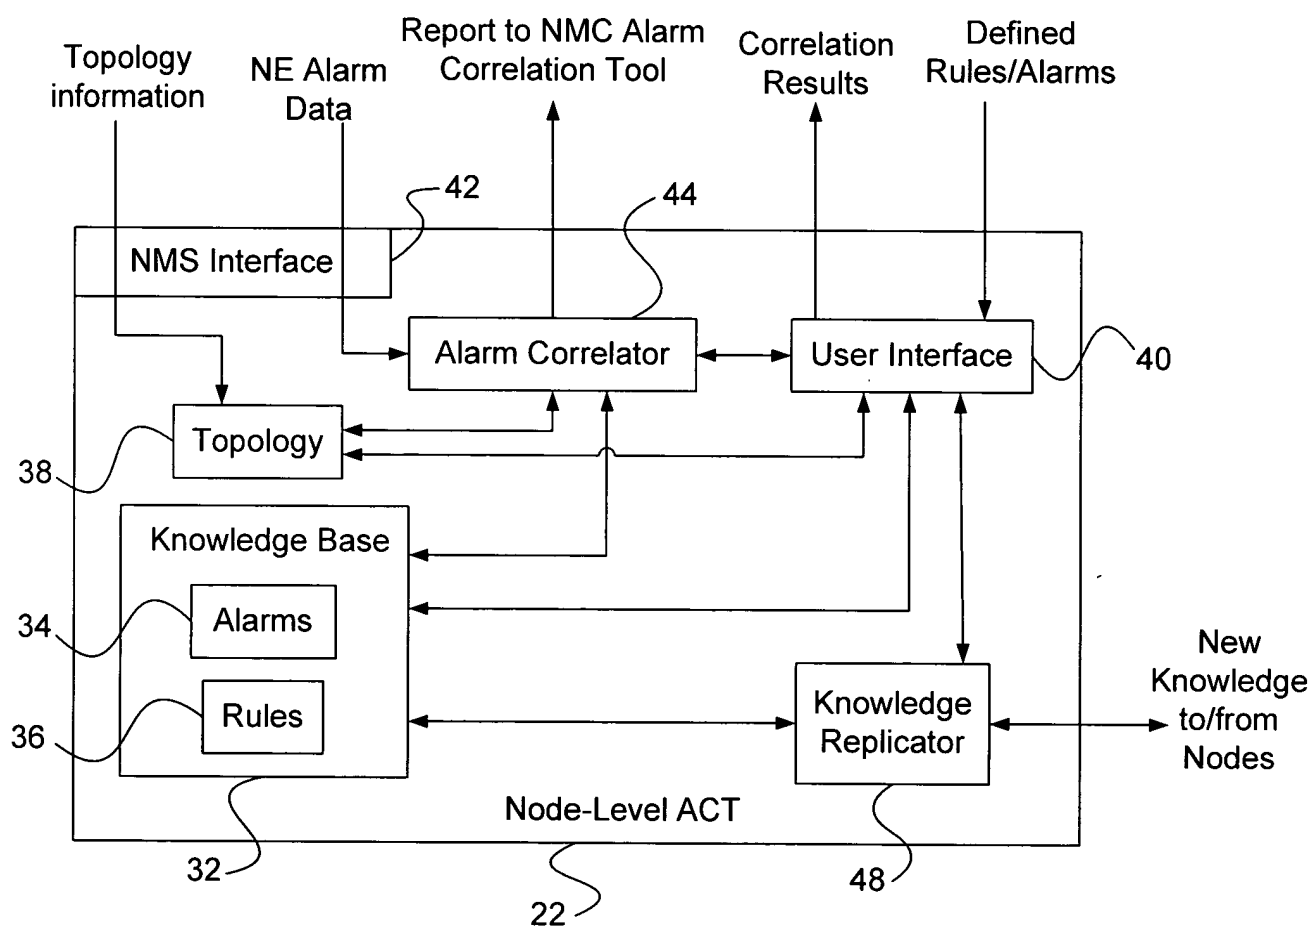 Topology
information
NE Alarm
Data
Report to NMC Alarm
Correlation Tool
Correlation
Results
Defined
Rules/Alarms
42
44
NMS Interface
Alarm Correlator
User Interface
40
Topology
38
Knowledge Base
Alarms
34
Rules
36
Knowledge
Replicator
New
Knowledge
to/from
Nodes
Node-Level ACT
32
22
48